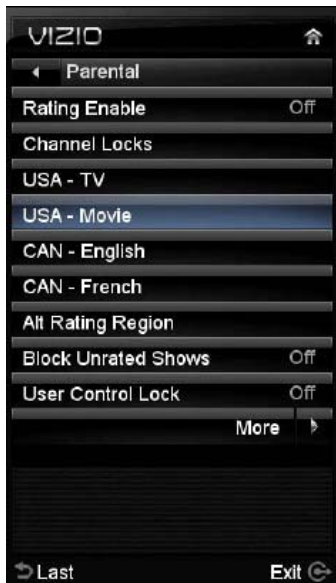 VIZIO
Parental
Rating Enable Off
Channel Locks
USA - TV
USA - Movie
CAN - English
CAN - French
Alt Rating Region
Block Unrated Shows Off
User Control Lock Off
More
Last Exit